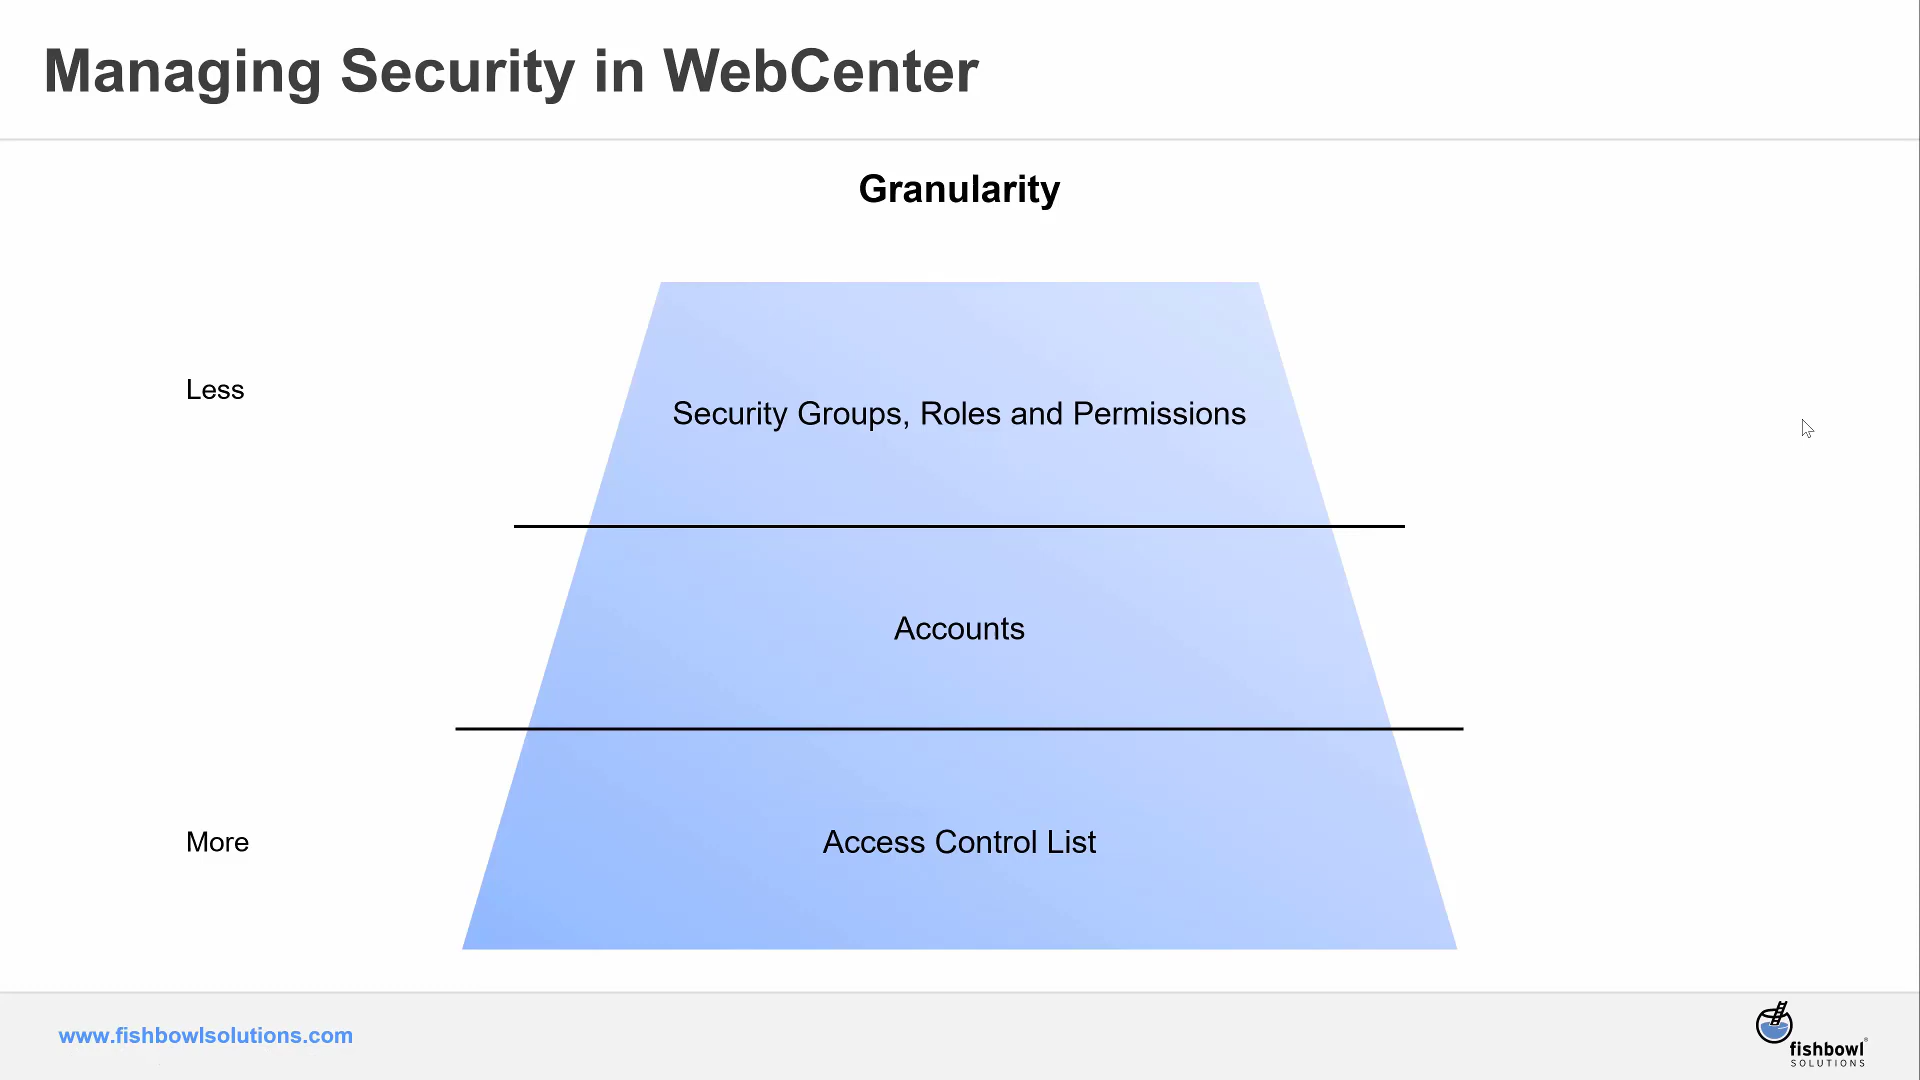 Managing Security in WebCenter
Granularity
Less
Security Groups, Roles and Permissions
Accounts
More
Access Control List
www.fishbowlsolutions.com
fishbowl®
SOLUTIONS